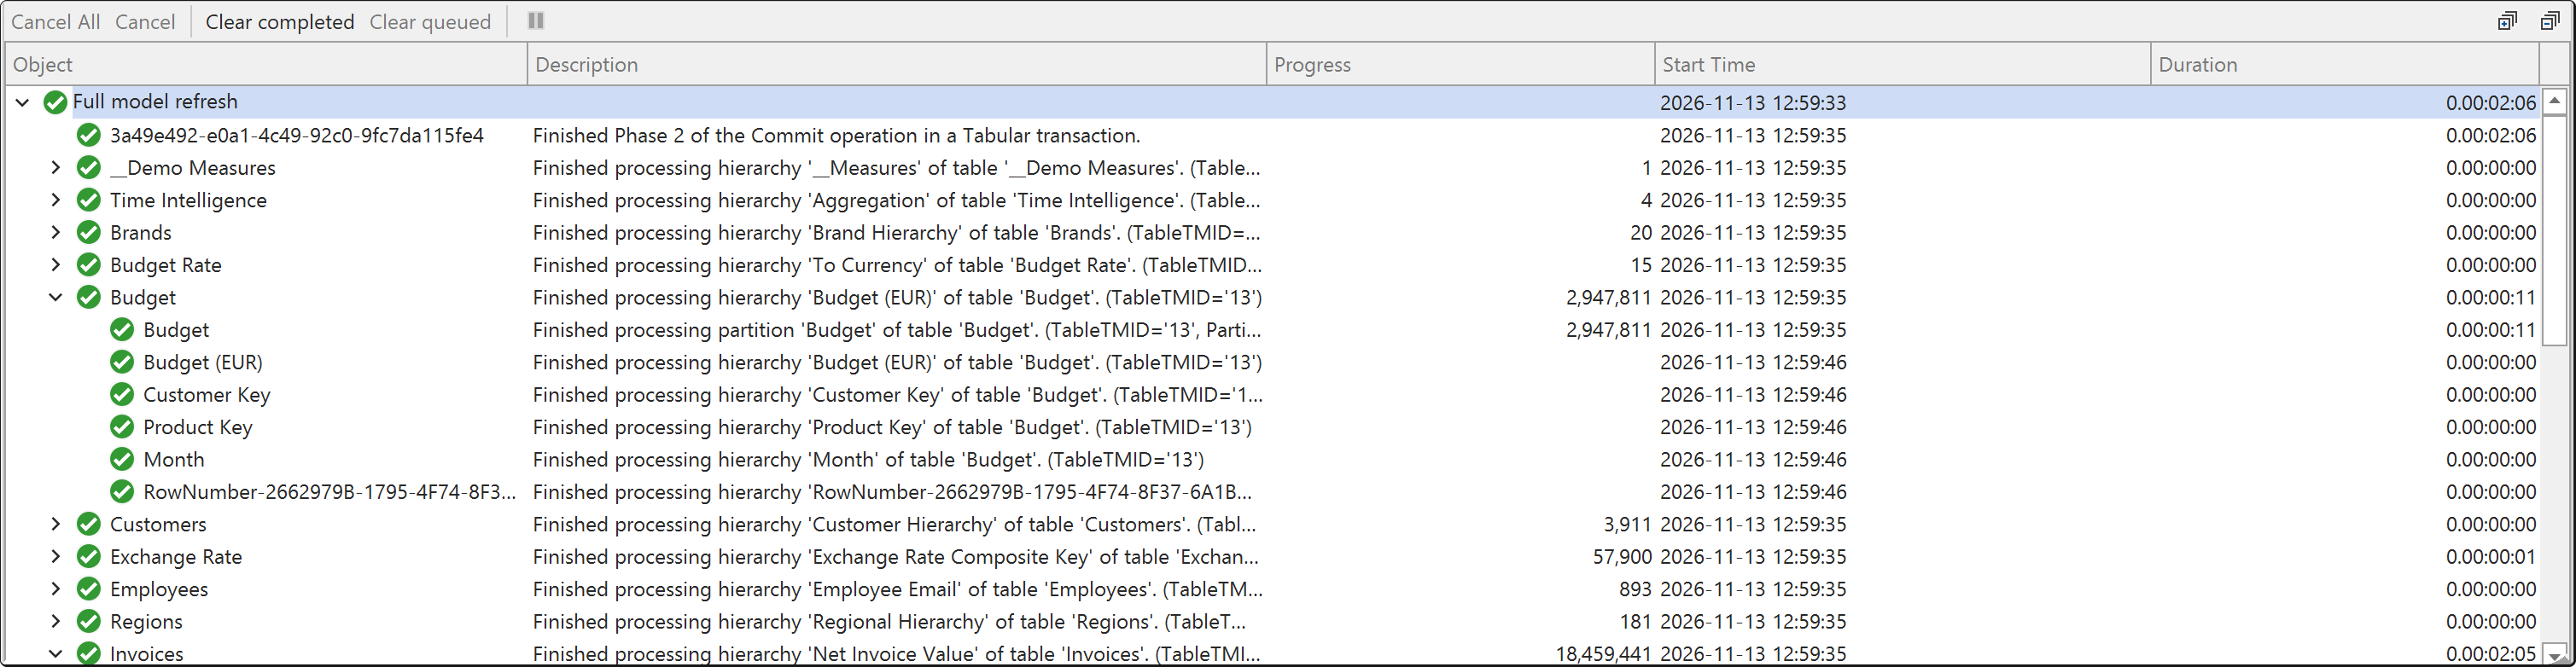 Cancel All Cancel Clear completed Clear queued
Object Description Progress Start Time Duration
Full model refresh 2026-11-13 12:59:33 0.00:02:06
3a49e492-e0a1-4c49-92c0-9fc7da115fe4 Finished Phase 2 of the Commit operation in a Tabular transaction. 2026-11-13 12:59:35 0.00:02:06
__Demo Measures Finished processing hierarchy '__Measures' of table '__Demo Measures'. (Table... 1 2026-11-13 12:59:35 0.00:00:00
Time Intelligence Finished processing hierarchy 'Aggregation' of table 'Time Intelligence'. (Table... 4 2026-11-13 12:59:35 0.00:00:00
Brands Finished processing hierarchy 'Brand Hierarchy' of table 'Brands'. (TableTMID=... 20 2026-11-13 12:59:35 0.00:00:00
Budget Rate Finished processing hierarchy 'To Currency' of table 'Budget Rate'. (TableTMID... 15 2026-11-13 12:59:35 0.00:00:00
Budget Finished processing hierarchy 'Budget (EUR)' of table 'Budget'. (TableTMID='13') 2,947,811 2026-11-13 12:59:35 0.00:00:11
Budget Finished processing partition 'Budget' of table 'Budget'. (TableTMID='13', Parti... 2,947,811 2026-11-13 12:59:35 0.00:00:11
Budget (EUR) Finished processing hierarchy 'Budget (EUR)' of table 'Budget'. (TableTMID='13') 2026-11-13 12:59:46 0.00:00:00
Customer Key Finished processing hierarchy 'Customer Key' of table 'Budget'. (TableTMID='1... 2026-11-13 12:59:46 0.00:00:00
Product Key Finished processing hierarchy 'Product Key' of table 'Budget'. (TableTMID='13') 2026-11-13 12:59:46 0.00:00:00
Month Finished processing hierarchy 'Month' of table 'Budget'. (TableTMID='13') 2026-11-13 12:59:46 0.00:00:00
RowNumber-2662979B-1795-4F74-8F3... Finished processing hierarchy 'RowNumber-2662979B-1795-4F74-8F37-6A1B... 2026-11-13 12:59:46 0.00:00:00
Customers Finished processing hierarchy 'Customer Hierarchy' of table 'Customers'. (Tabl... 3,911 2026-11-13 12:59:35 0.00:00:00
Exchange Rate Finished processing hierarchy 'Exchange Rate Composite Key' of table 'Exchan... 57,900 2026-11-13 12:59:35 0.00:00:01
Employees Finished processing hierarchy 'Employee Email' of table 'Employees'. (TableTM... 893 2026-11-13 12:59:35 0.00:00:00
Regions Finished processing hierarchy 'Regional Hierarchy' of table 'Regions'. (TableT... 181 2026-11-13 12:59:35 0.00:00:00
Invoices Finished processing hierarchy 'Net Invoice Value' of table 'Invoices'. (TableTMI... 18,459,441 2026-11-13 12:59:35 0.00:02:05